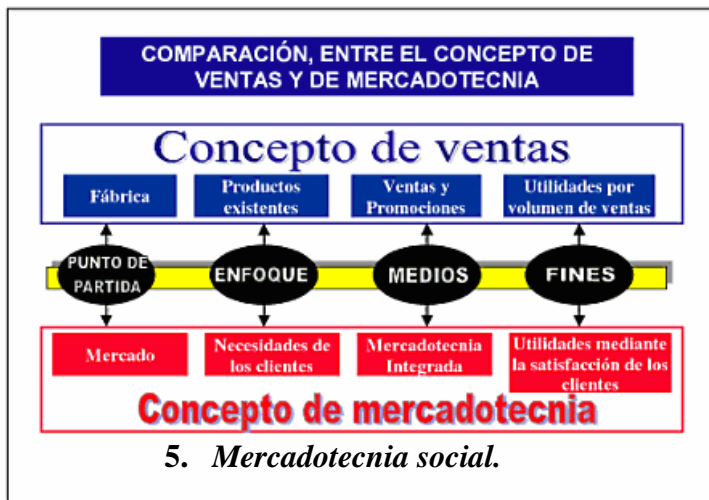 COMPARACIÓN, ENTRE EL CONCEPTO DE
VENTAS Y DE MERCADOTECNIA
Concepto de ventas
Fábrica
Productos
existentes
Ventas y
Promociones
Utilidades por
volumen de ventas
PUNTO DE
PARTIDA
ENFOQUE
MEDIOS
FINES
Mercado
Necesidades de
los clientes
Mercadotecnia
Integrada
Utilidades mediante
la satisfacción de los
clientes
Concepto de mercadotecnia
5. Mercadotecnia social.